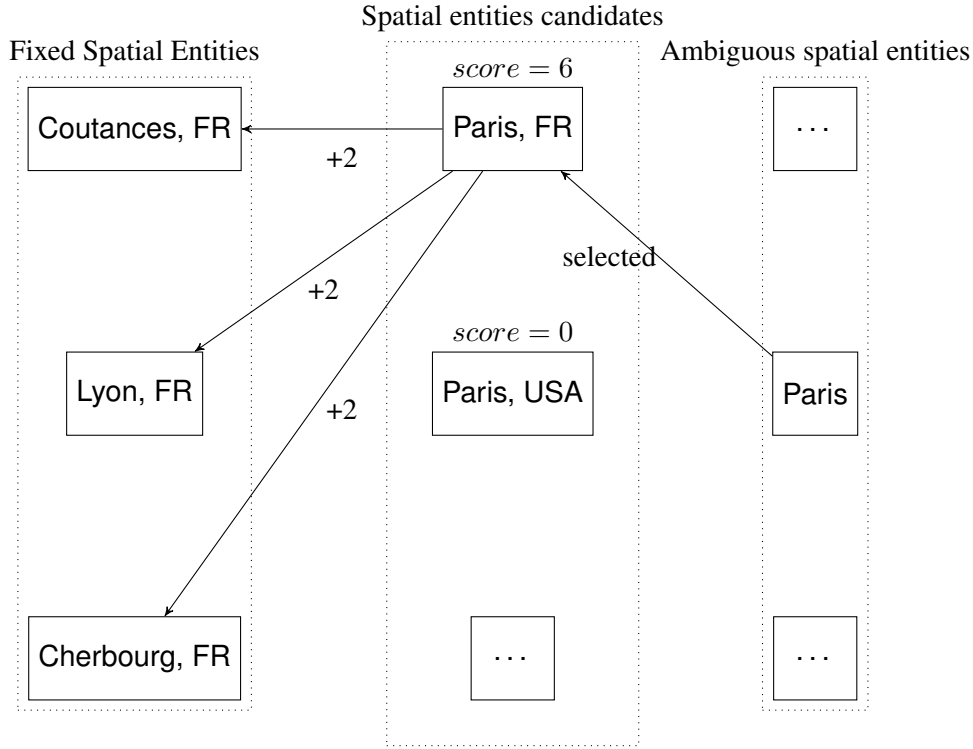 Spatial entities candidates
Fixed Spatial Entities
Ambiguous spatial entities
score = 6
Coutances, FR
Paris, FR
...
+2
selected
+2
score = 0
Lyon, FR
Paris, USA
Paris
+2
Cherbourg, FR
...
...